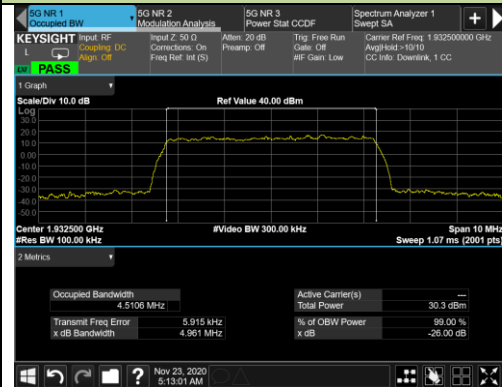 5G NR 1
Occupied BW
5G NR 2
Modulation Analysis
5G NR 3
Power Stat CCDF
Spectrum Analyzer 1
Swept SA
KEYSIGHT
L
LXI
PASS
Input: RF
Coupling: DC
Align: Off
Input Z: 50 Ω
Corrections: On
Freq Ref: Int (S)
Atten: 20 dB
Preamp: Off
Trig: Free Run
Gate: Off
#IF Gain: Low
Carrier Ref Freq: 1.932500000 GHz
Avg|Hold:>10/10
CC Info: Downlink, 1 CC
1 Graph
Scale/Div 10.0 dB
Ref Value 40.00 dBm
Log
30.0
20.0
10.0
0.00
-10.0
-20.0
-30.0
-40.0
-50.0
Center 1.932500 GHz
#Video BW 300.00 kHz
Span 10 MHz
#Res BW 100.00 kHz
Sweep 1.07 ms (2001 pts)
2 Metrics
Occupied Bandwidth
4.5106 MHz
Active Carrier(s)
---
Total Power
30.3 dBm
Transmit Freq Error
5.915 kHz
% of OBW Power
99.00 %
x dB Bandwidth
4.961 MHz
x dB
-26.00 dB
?
Nov 23, 2020
5:13:01 AM